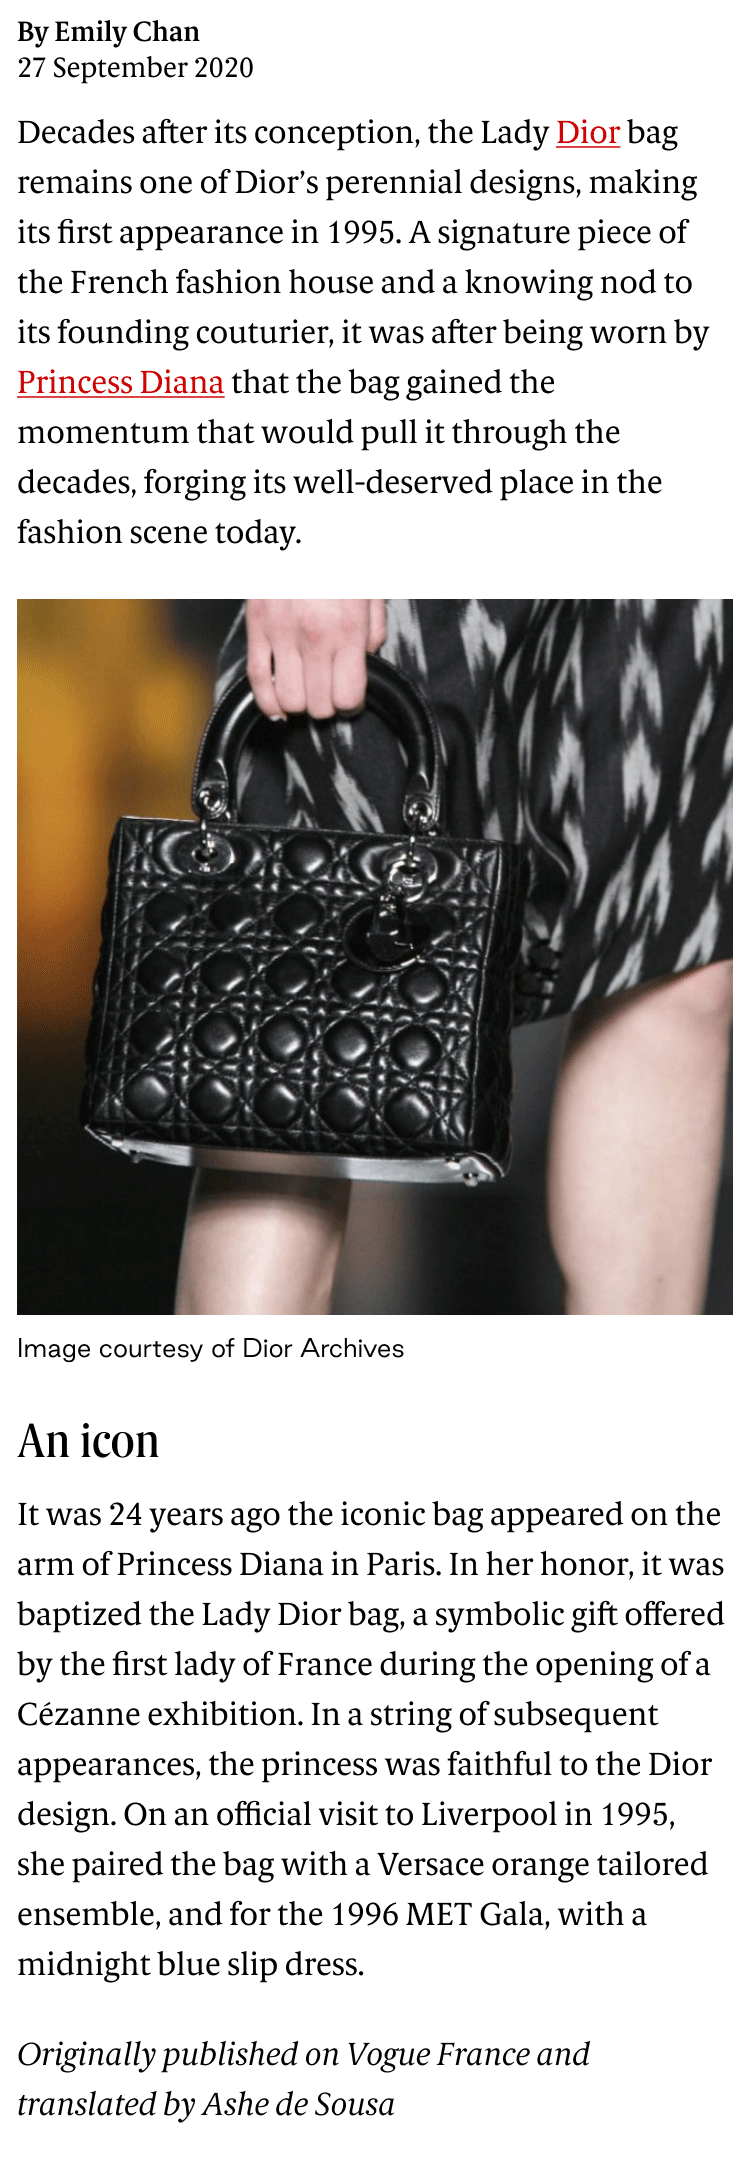 By Emily Chan
27 September 2020
Decades after its conception, the Lady Dior bag
remains one of Dior’s perennial designs, making
its first appearance in 1995. A signature piece of
the French fashion house and a knowing nod to
its founding couturier, it was after being worn by
Princess Diana that the bag gained the
momentum that would pull it through the
decades, forging its well-deserved place in the
fashion scene today.
Image courtesy of Dior Archives
An icon
It was 24 years ago the iconic bag appeared on the
arm of Princess Diana in Paris. In her honor, it was
baptized the Lady Dior bag, a symbolic gift offered
by the first lady of France during the opening of a
Cézanne exhibition. In a string of subsequent
appearances, the princess was faithful to the Dior
design. On an official visit to Liverpool in 1995,
she paired the bag with a Versace orange tailored
ensemble, and for the 1996 MET Gala, with a
midnight blue slip dress.
Originally published on Vogue France and
translated by Ashe de Sousa